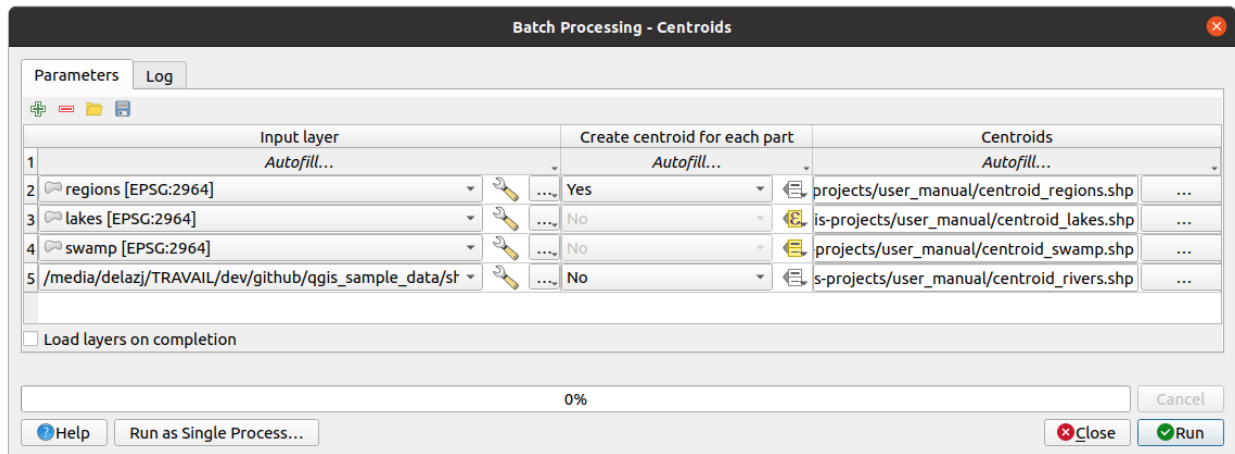 Batch Processing - Centroids
Parameters Log
Input layer Create centroid for each part Centroids
1 Autofill... Autofill... Autofill...
2 regions [EPSG:2964] ... Yes projects/user_manual/centroid_regions.shp ...
3 lakes [EPSG:2964] ... No ε is-projects/user_manual/centroid_lakes.shp ...
4 swamp [EPSG:2964] ... No -projects/user_manual/centroid_swamp.shp ...
5 /media/delazj/TRAVAIL/dev/github/qgis_sample_data/sh ... No s-projects/user_manual/centroid_rivers.shp ...
Load layers on completion
0% Cancel
Help Run as Single Process... Close Run